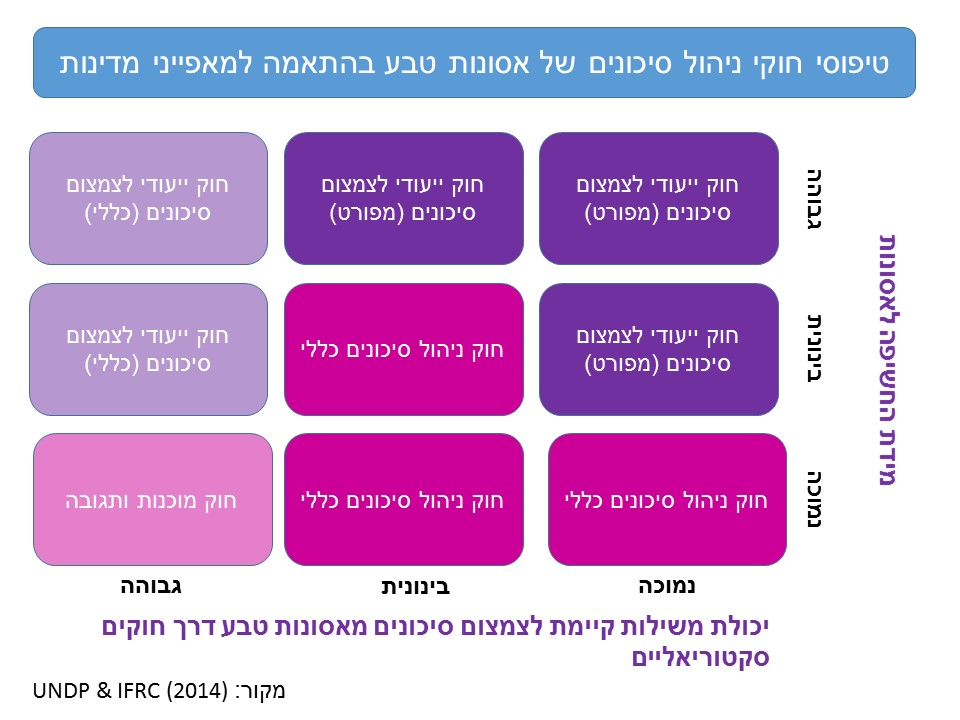 טיפוסי חוקי ניהול סיכונים של אסונות טבע בהתאמה למאפייני מדינות
חוק ייעודי לצמצום
סיכונים (מפורט)
חוק ייעודי לצמצום
סיכונים (מפורט)
חוק ייעודי לצמצום
סיכונים (כללי)
גבוהה
חוק ייעודי לצמצום
סיכונים (מפורט)
חוק ניהול סיכונים כללי
חוק ייעודי לצמצום
סיכונים (כללי)
בינונית
חוק ניהול סיכונים כללי
חוק ניהול סיכונים כללי
חוק מוכנות ותגובה
נמוכה
מידת החשיפה לאסונות
נמוכה
בינונית
גבוהה
יכולת משילות קיימת לצמצום סיכונים מאסונות טבע דרך חוקים
סקטוריאליים
מקור: UNDP & IFRC (2014)